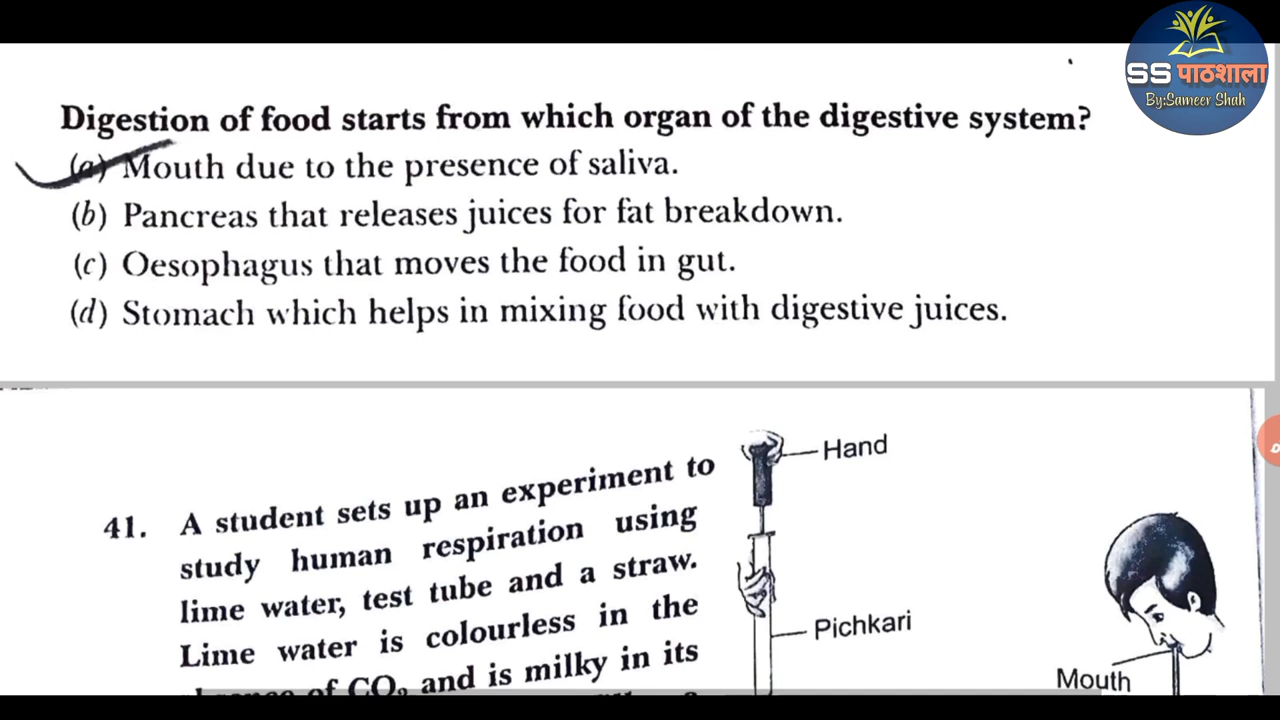 SS पाठशाला
By:Sameer Shah
Digestion of food starts from which organ of the digestive system?
(a) Mouth due to the presence of saliva.
(b) Pancreas that releases juices for fat breakdown.
(c) Oesophagus that moves the food in gut.
(d) Stomach which helps in mixing food with digestive juices.
41. A student sets up an experiment to
study human respiration using
lime water, test tube and a straw.
Lime water is colourless in the
of CO₂ and is milky in its
Hand
Pichkari
Mouth